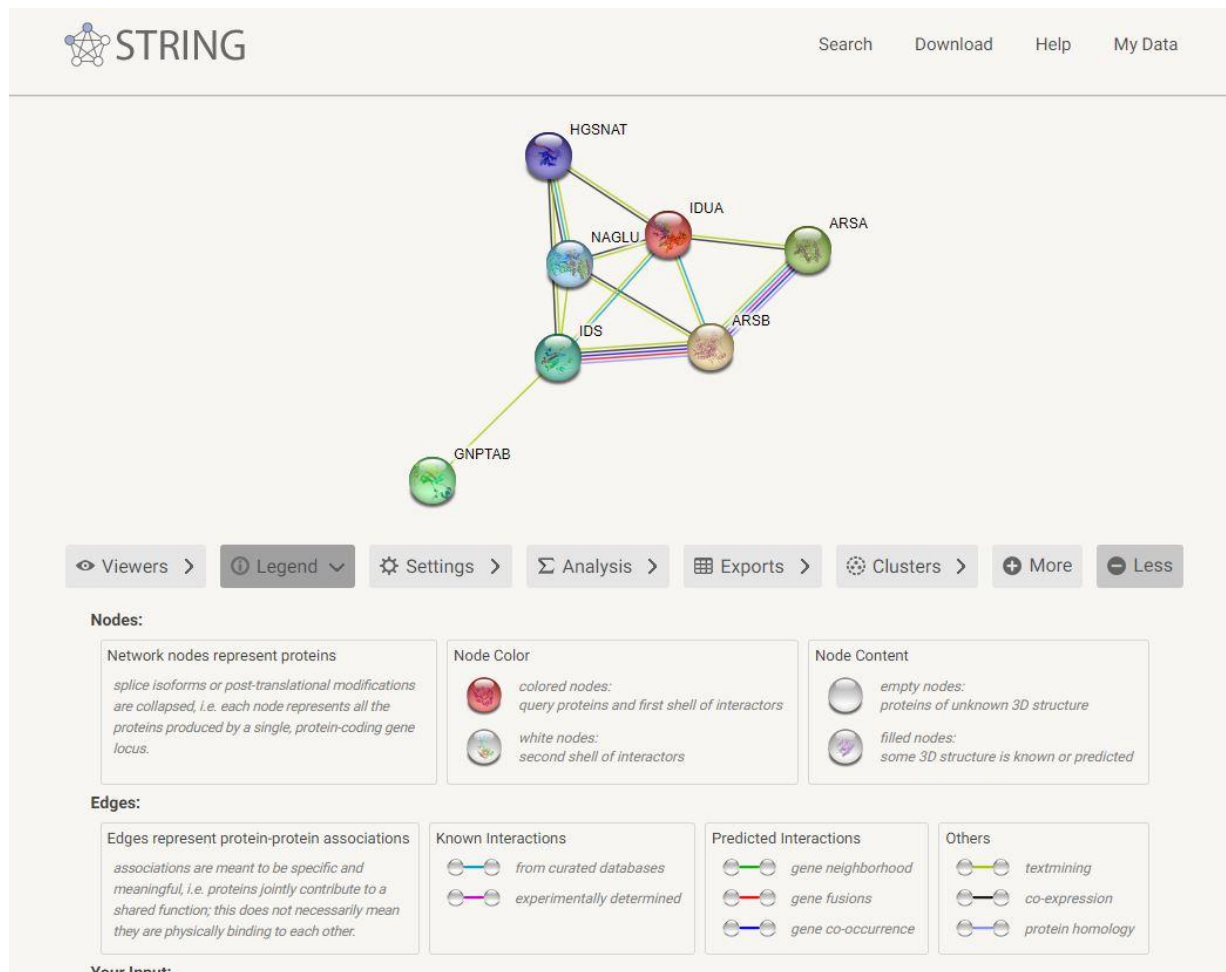 STRING
Search Download Help My Data
HGSNAT
IDUA
ARSA
NAGLU
ARSB
IDS
GNPTAB
Viewers Legend Settings Analysis Exports Clusters More Less
Nodes:
Network nodes represent proteins
splice isoforms or post-translational modifications
are collapsed, i.e. each node represents all the
proteins produced by a single, protein-coding gene
locus.
Node Color
colored nodes:
query proteins and first shell of interactors
white nodes:
second shell of interactors
Node Content
empty nodes:
proteins of unknown 3D structure
filled nodes:
some 3D structure is known or predicted
Edges:
Edges represent protein-protein associations
associations are meant to be specific and
meaningful, i.e. proteins jointly contribute to a
shared function; this does not necessarily mean
they are physically binding to each other.
Known Interactions
from curated databases
experimentally determined
Predicted Interactions
gene neighborhood
gene fusions
gene co-occurrence
Others
textmining
co-expression
protein homology
Your Input: